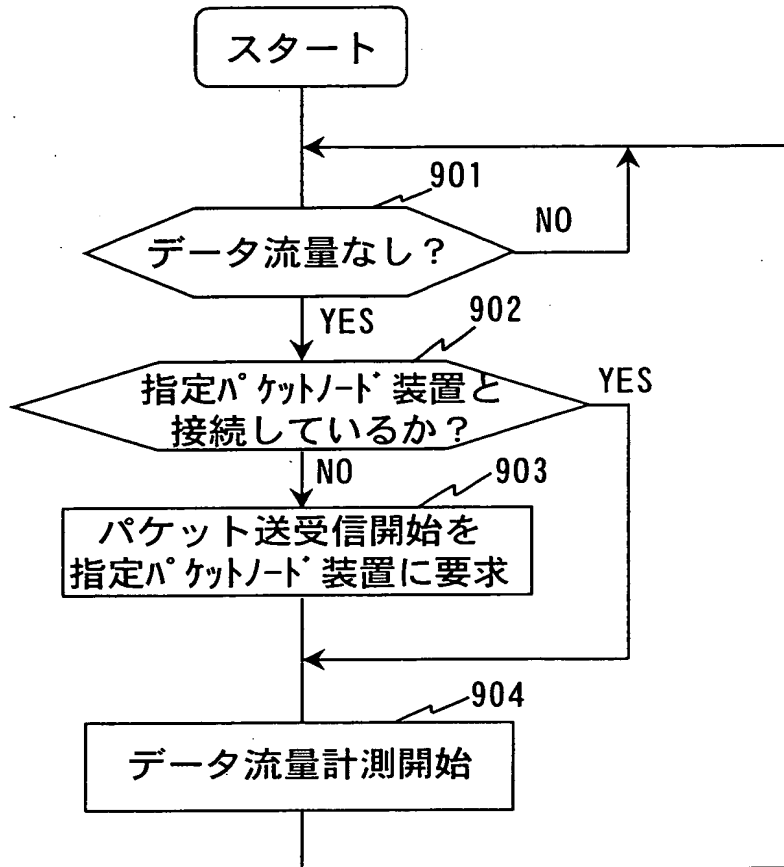 スタート
901
データ流量なし？
NO
YES
902
指定ﾊﾟｹｯﾄﾉｰﾄﾞ装置と
接続しているか？
YES
NO
903
パケット送受信開始を
指定ﾊﾟｹｯﾄﾉｰﾄﾞ装置に要求
904
データ流量計測開始